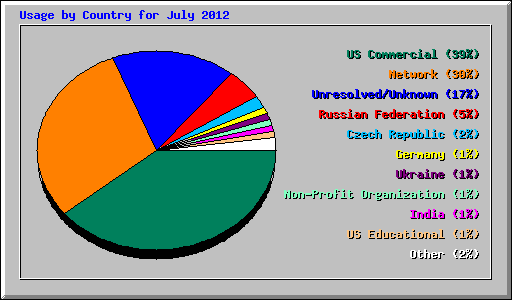 Usage by Country for July 2012
US Commercial (39%)
Network (30%)
Unresolved/Unknown (17%)
Russian Federation (5%)
Czech Republic (2%)
Germany (1%)
Ukraine (1%)
Non-Profit Organization (1%)
India (1%)
US Educational (1%)
Other (2%)